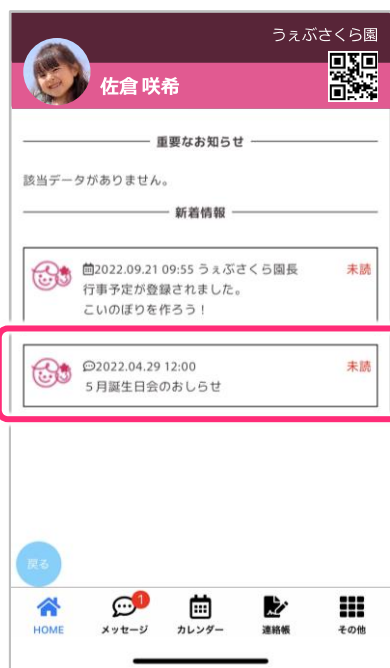 うぇぶさくら園
佐倉 咲希
重要なお知らせ
該当データがありません。
新着情報
2022.09.21 09:55 うぇぶさくら園長
未読
行事予定が登録されました。
こいのぼりを作ろう！
2022.04.29 12:00
未読
５月誕生日会のおしらせ
戻る
1
HOME
メッセージ
カレンダー
連絡帳
その他